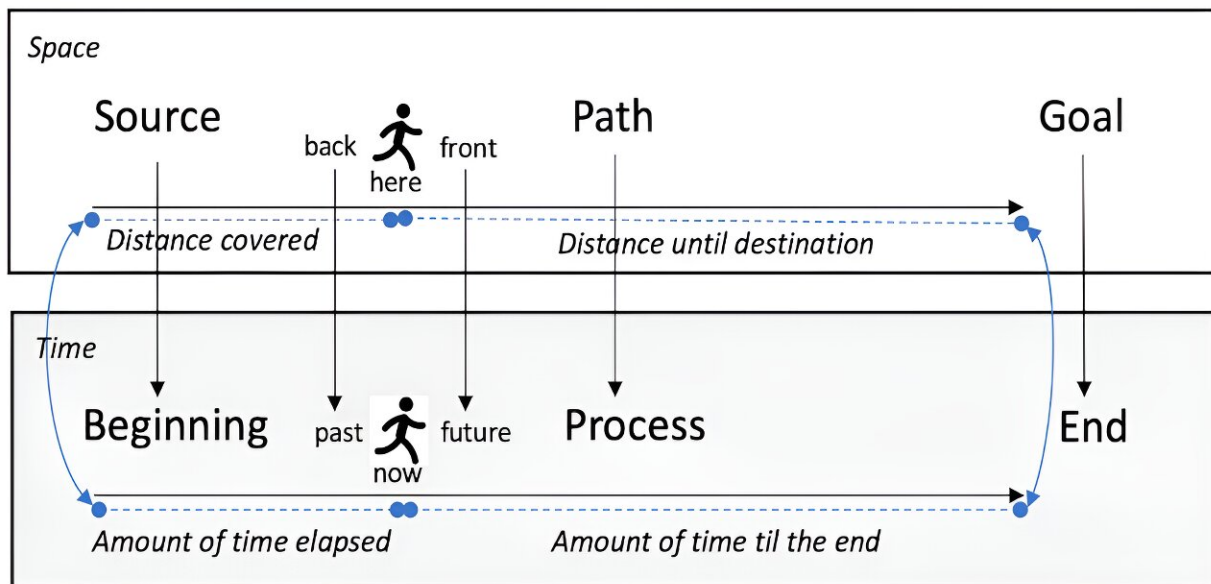 Space
Source
Path
Goal
back
front
here
Distance covered
Distance until destination
Time
Beginning
past
future
Process
End
now
Amount of time elapsed
Amount of time til the end